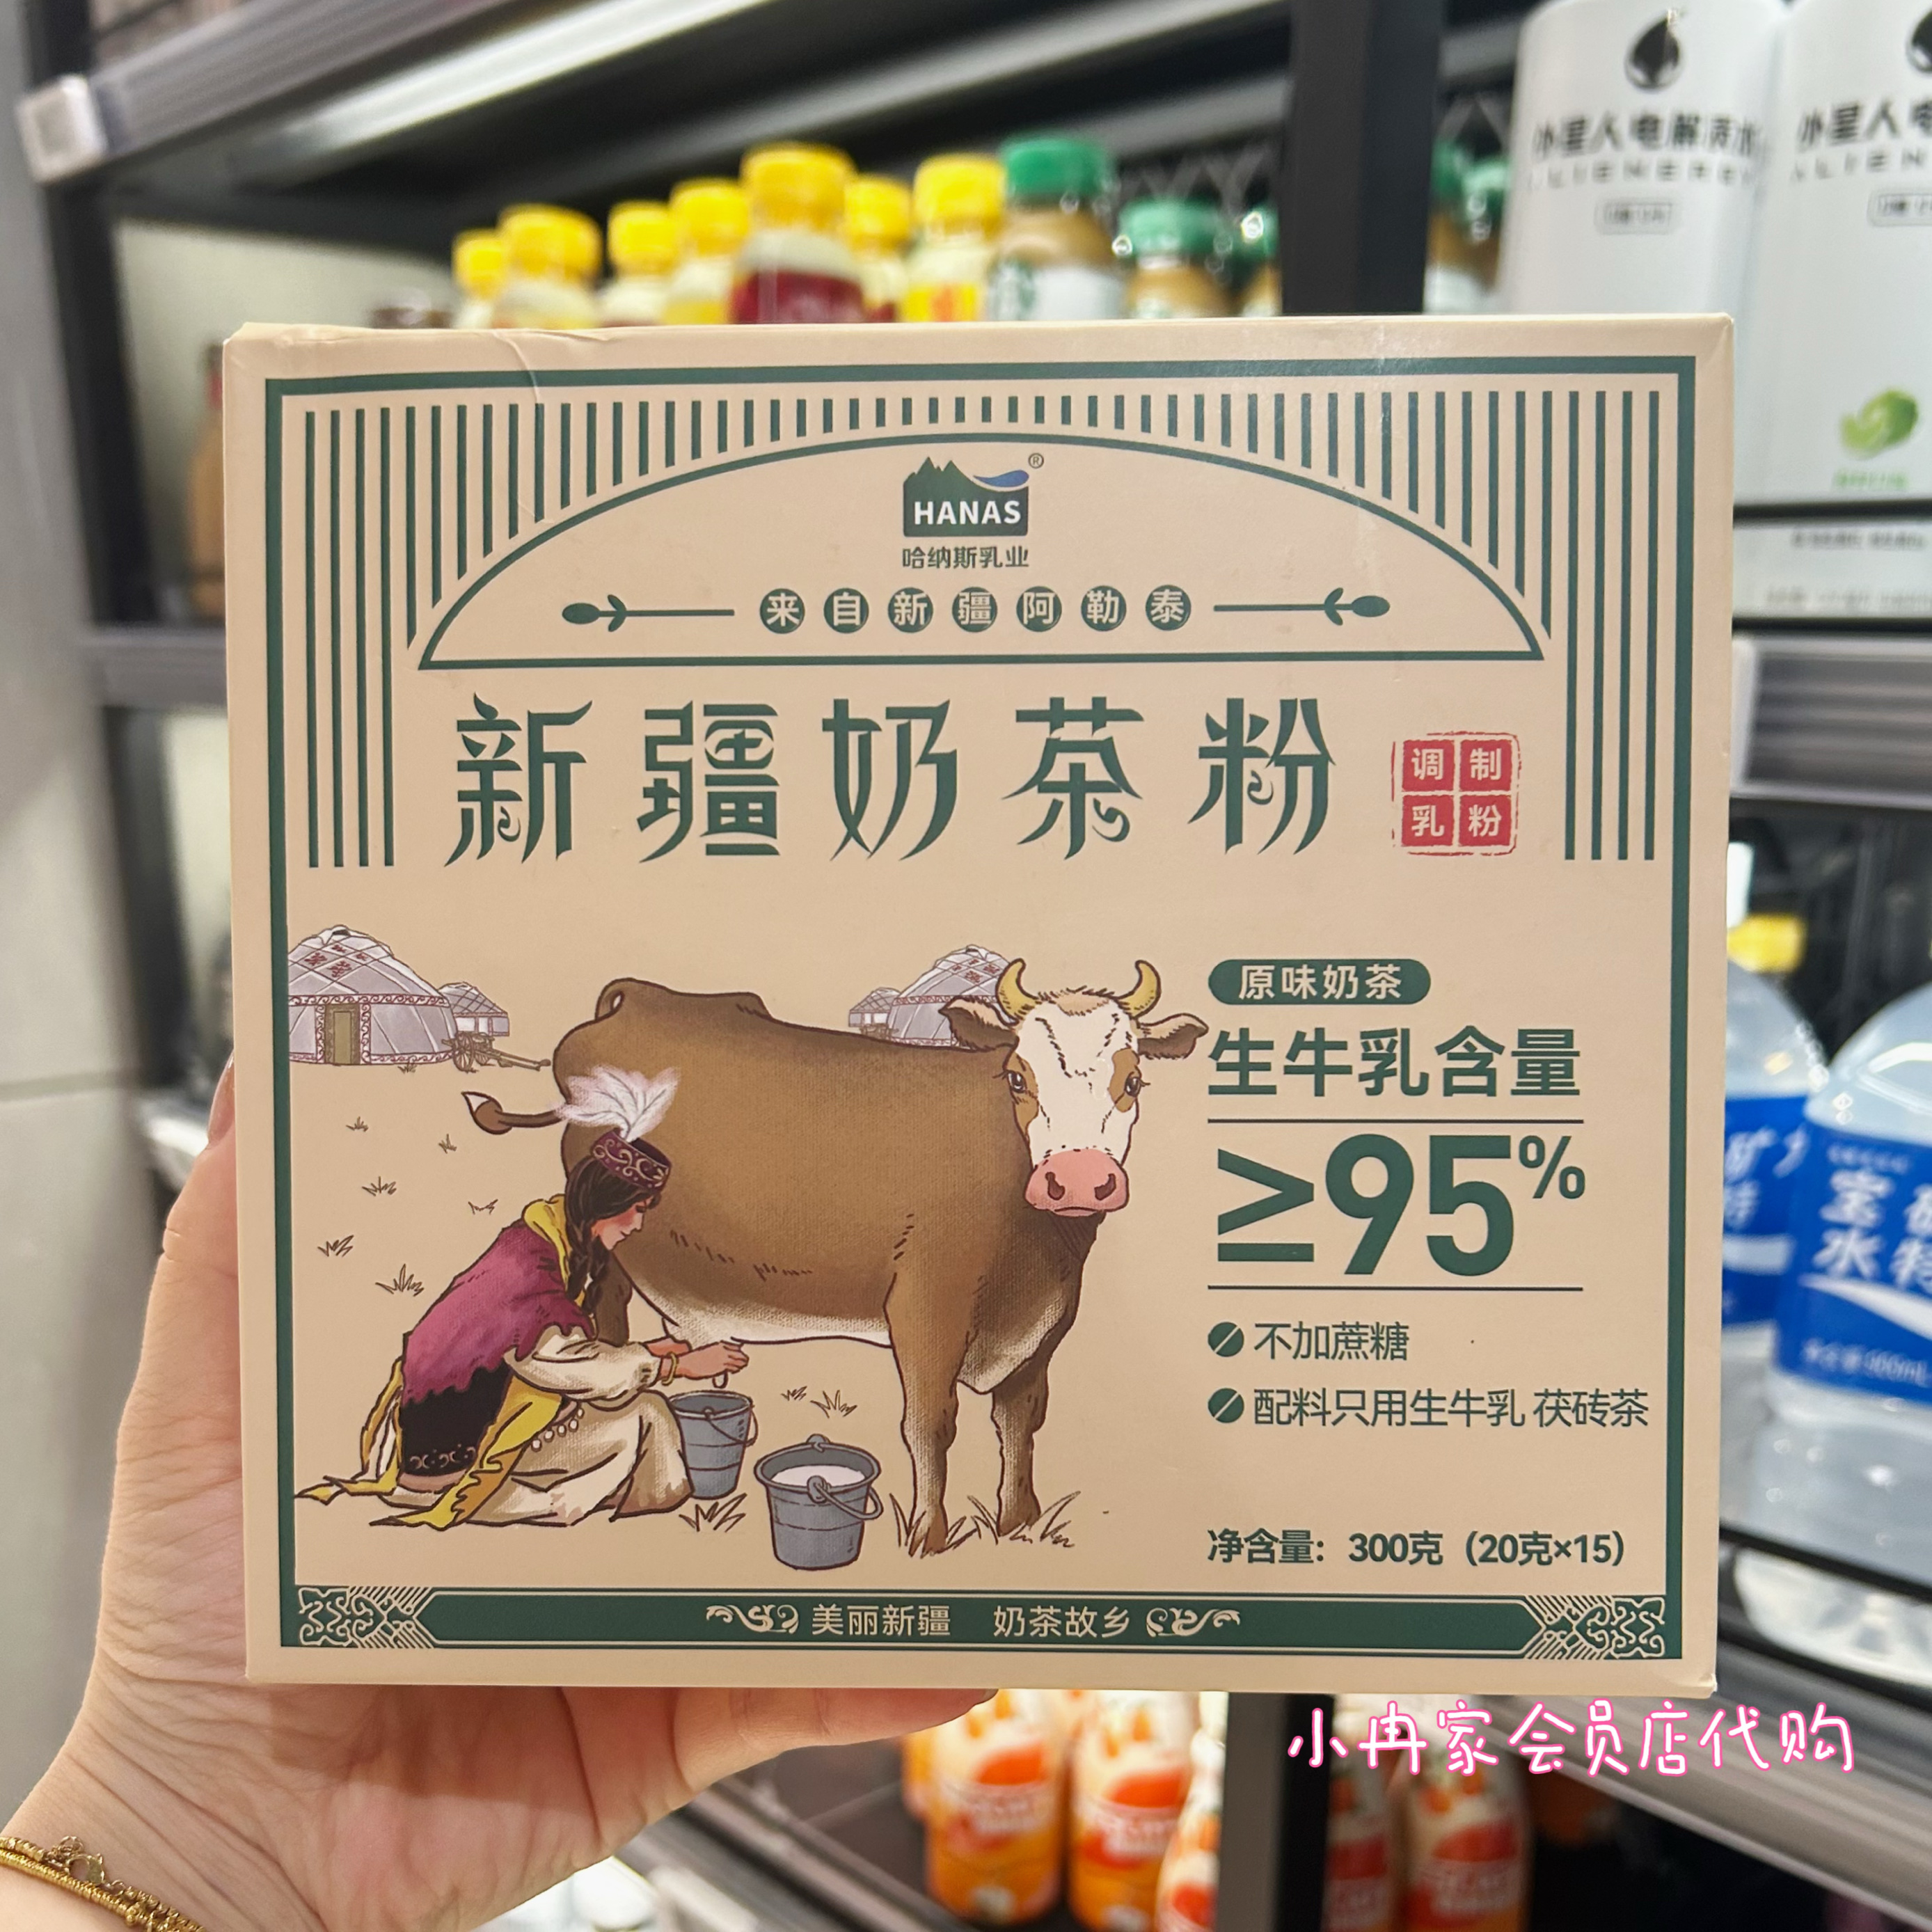 小星人电解质水
HANAS®
哈纳斯乳业
来自新疆阿勒泰
新疆奶茶粉
调制
乳粉
原味奶茶
生牛乳含量
≥95%
不加蔗糖
配料只用生牛乳 茯砖茶
净含量：300克（20克×15）
美丽新疆 奶茶故乡
宝矿
水特
小冉家会员店代购